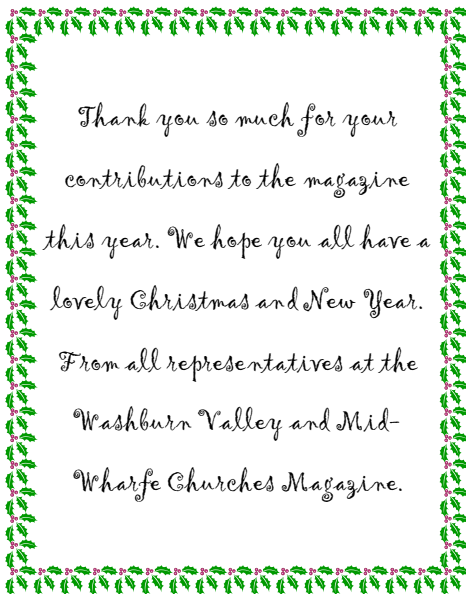 Thank you so much for your
contributions to the magazine
this year. We hope you all have a
lovely Christmas and New Year.
From all representatives at the
Washburn Valley and Mid-
Wharfe Churches Magazine.